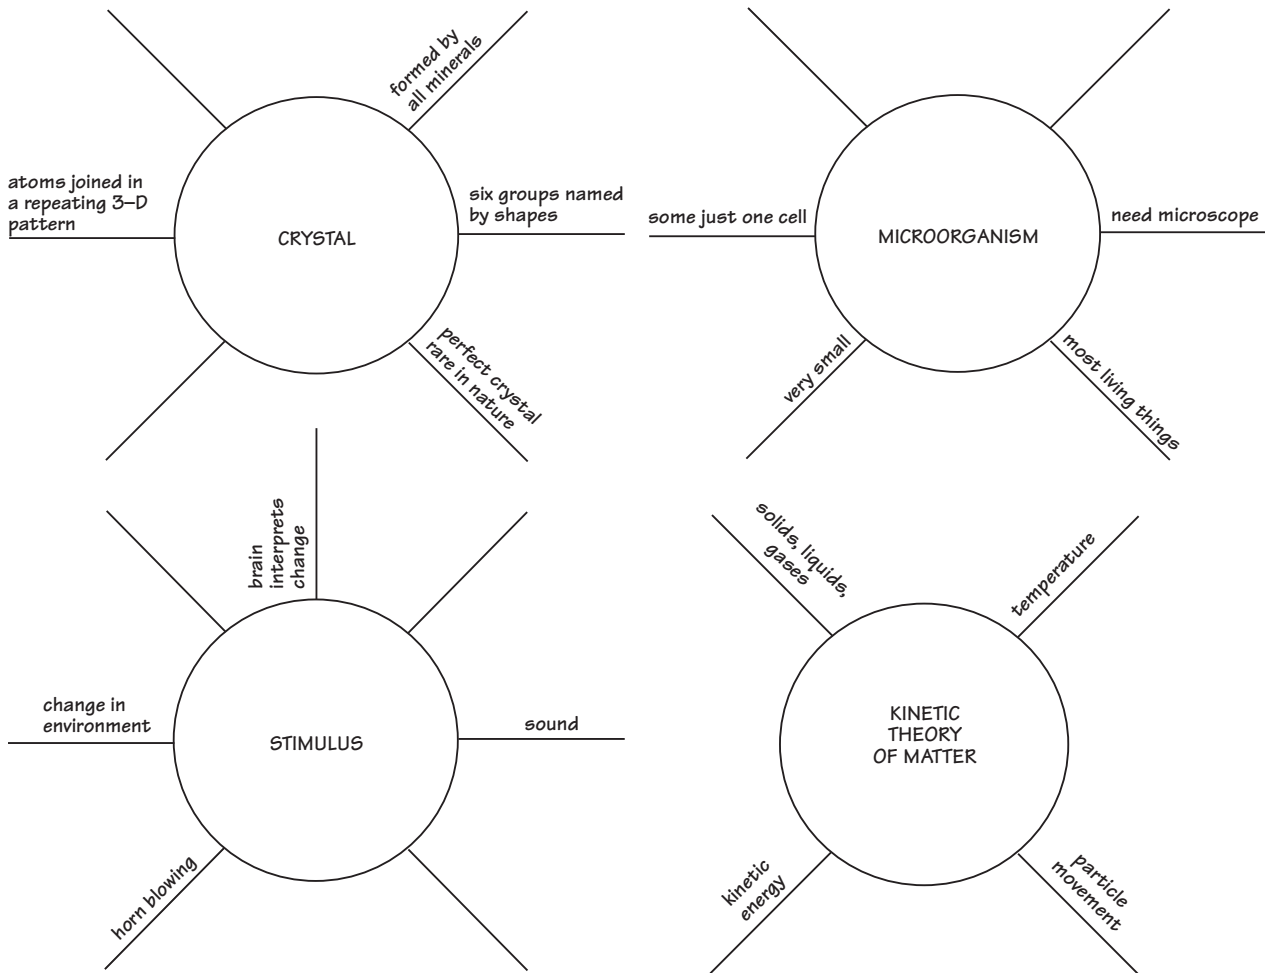 formed by
all minerals
atoms joined in
a repeating 3–D
pattern
six groups named
by shapes
CRYSTAL
perfect crystal
rare in nature
some just one cell
need microscope
MICROORGANISM
very small
most living things
brain
interprets
change
change in
environment
sound
STIMULUS
horn blowing
solids, liquids,
gases
temperature
KINETIC
THEORY
OF MATTER
kinetic
energy
particle
movement